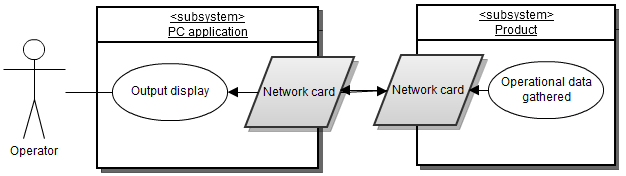 <subsystem>
PC application
<subsystem>
Product
Output display
Network card
Network card
Operational data
gathered
Operator